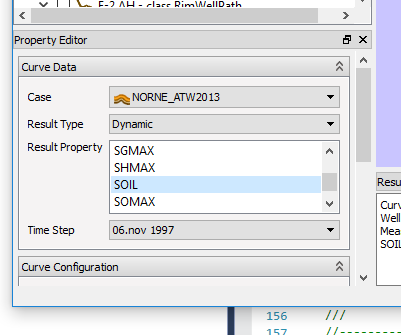 F-2 AH - class RimWellPath
Property Editor
Curve Data
Case NORNE_ATW2013
Result Type Dynamic
Result Property SGMAX
SHMAX
SOIL
SOMAX
Time Step 06.nov 1997
Curve Configuration
Resu
Curv
Well
Mea
SOIL
156 ///
157 //----------